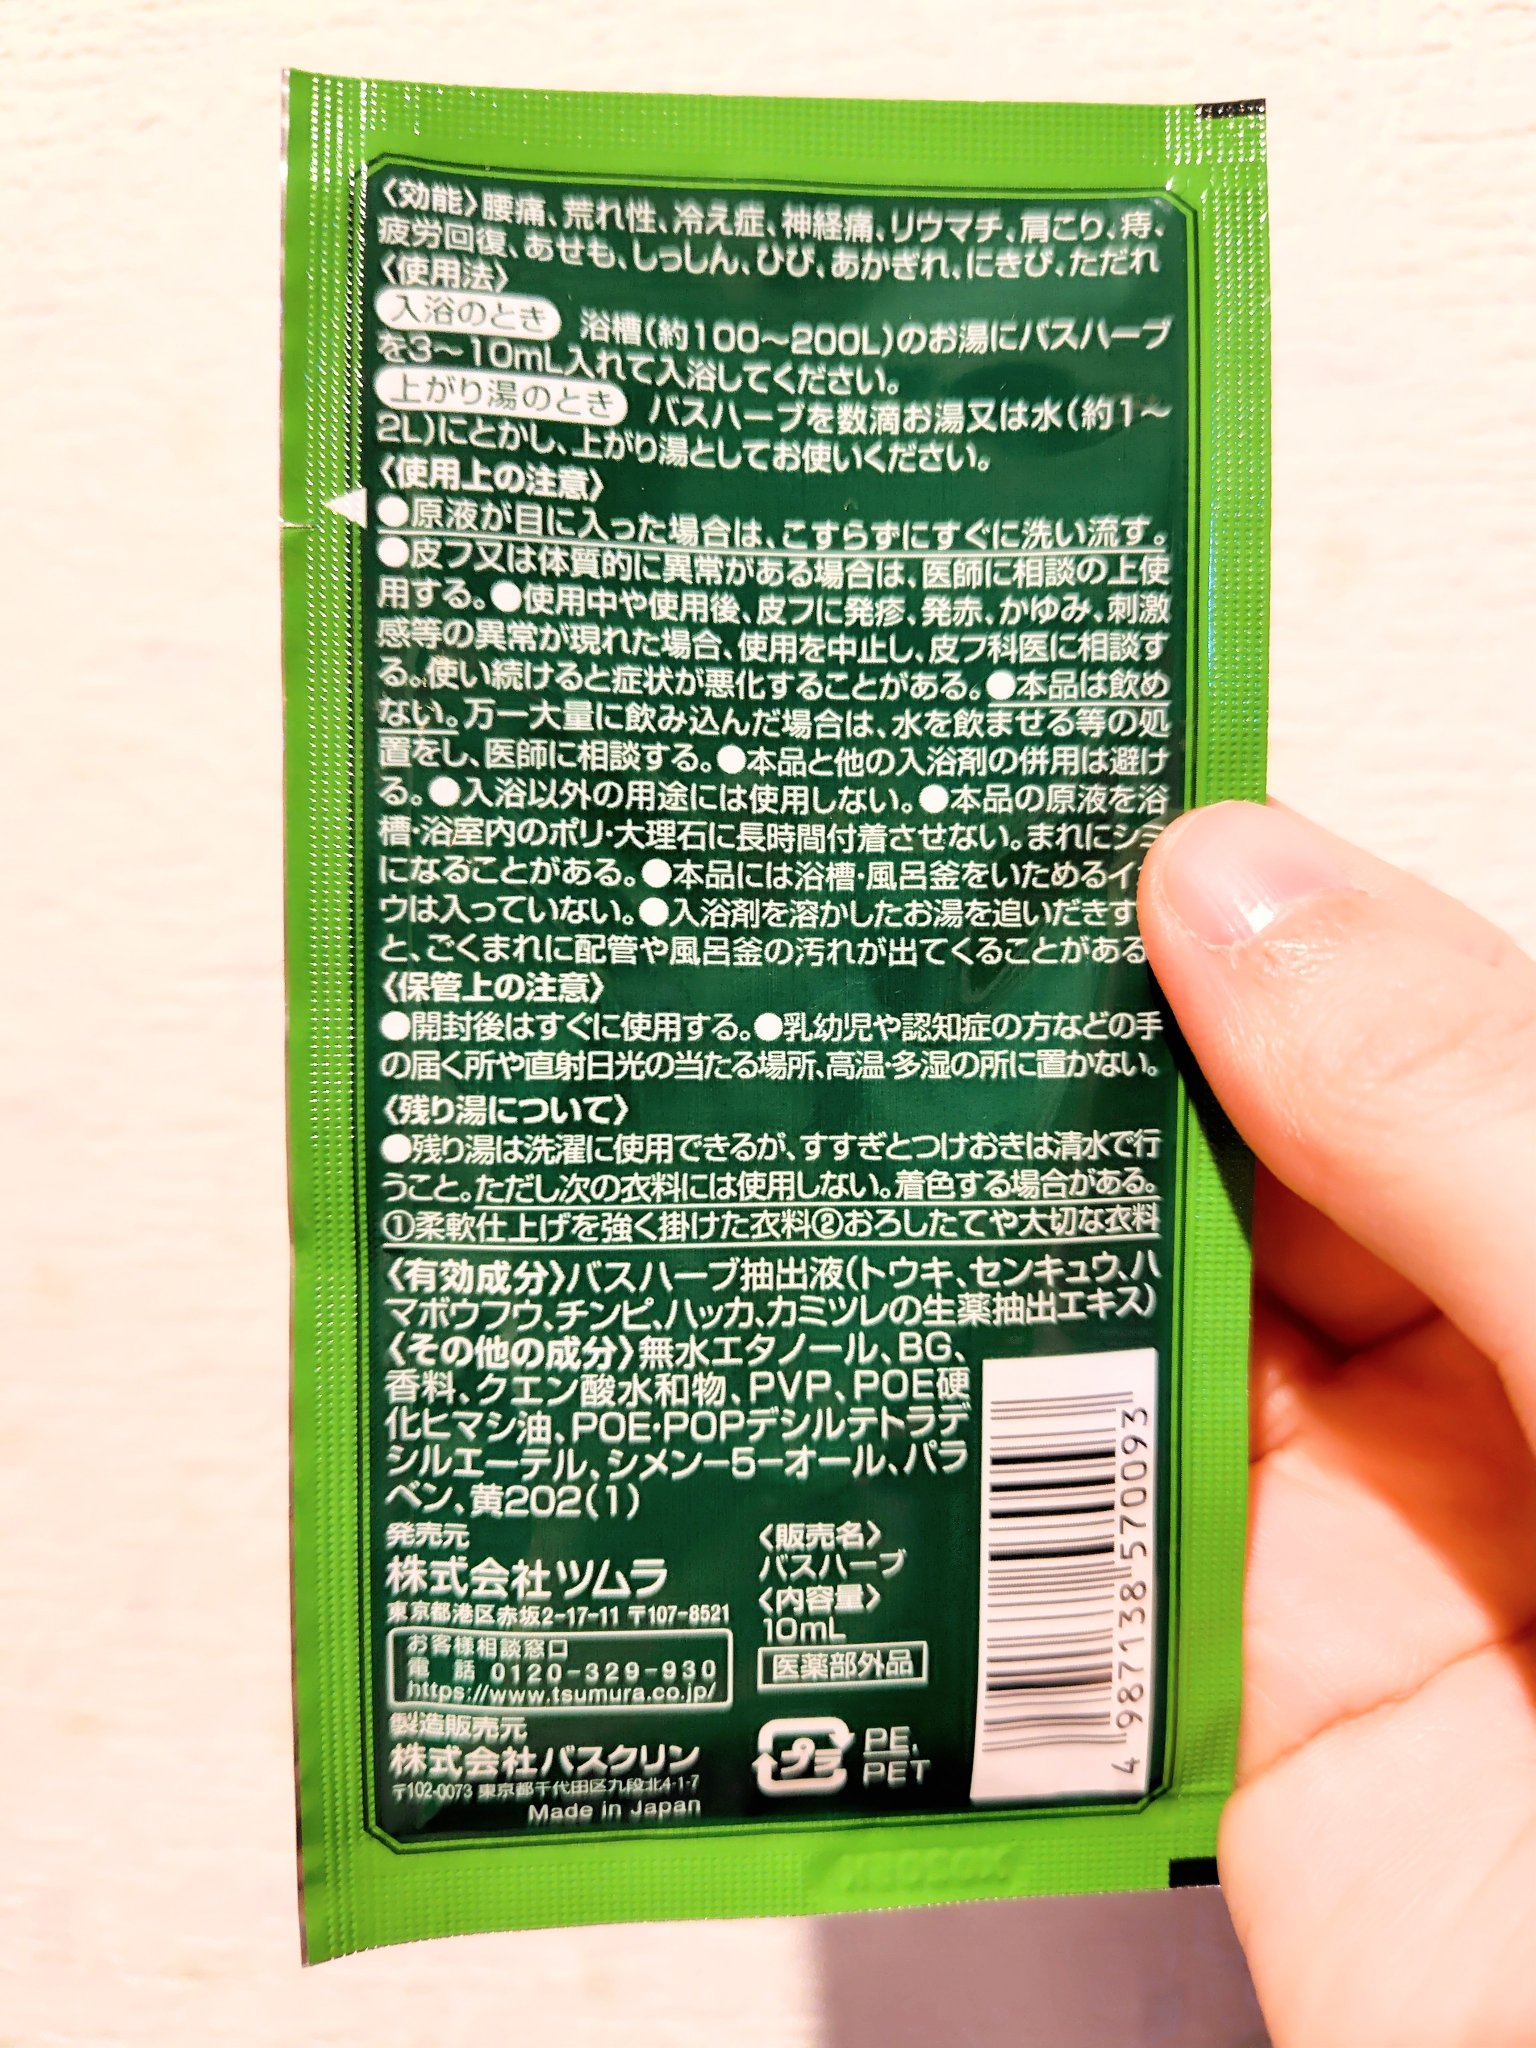 〈効能〉腰痛、荒れ性、冷え症、神経痛、リウマチ、肩こり、痔、
疲労回復、あせも、しっしん、ひび、あかぎれ、にきび、ただれ
〈使用法〉
入浴のとき 浴槽(約100〜200L)のお湯にバスハーブ
を3〜10mL入れて入浴してください。
上がり湯のとき バスハーブを数滴お湯又は水(約1〜
2L)にとかし、上がり湯としてお使いください。
〈使用上の注意〉
●原液が目に入った場合は、こすらずにすぐに洗い流す。
●皮フ又は体質的に異常がある場合は、医師に相談の上使
用する。●使用中や使用後、皮フに発疹、発赤、かゆみ、刺激
感等の異常が現れた場合、使用を中止し、皮フ科医に相談す
る。使い続けると症状が悪化することがある。●本品は飲め
ない。万一大量に飲み込んだ場合は、水を飲ませる等の処
置をし、医師に相談する。●本品と他の入浴剤の併用は避け
る。●入浴以外の用途には使用しない。●本品の原液を浴
槽・浴室内のポリ・大理石に長時間付着させない。まれにシミ
になることがある。●本品には浴槽・風呂釜をいためるイ
ウは入っていない。●入浴剤を溶かしたお湯を追いだきす
と、ごくまれに配管や風呂釜の汚れが出てくることがある
〈保管上の注意〉
●開封後はすぐに使用する。●乳幼児や認知症の方などの手
の届く所や直射日光の当たる場所、高温・多湿の所に置かない。
〈残り湯について〉
●残り湯は洗濯に使用できるが、すすぎとつけおきは清水で行
うこと。ただし次の衣料には使用しない。着色する場合がある。
①柔軟仕上げを強く掛けた衣料②おろしたてや大切な衣料
〈有効成分〉バスハーブ抽出液(トウキ、センキュウ、ハ
マボウフウ、チンピ、ハッカ、カミツレの生薬抽出エキス)
〈その他の成分〉無水エタノール、BG、
香料、クエン酸水和物、PVP、POE硬
化ヒマシ油、POE・POPデシルテトラデ
シルエーテル、シメン-5-オール、パラ
ベン、黄202(1)
発売元
株式会社ツムラ
東京都港区赤坂2-17-11 〒107-8521
お客様相談窓口
電 話 0120-329-930
https://www.tsumura.co.jp/
製造販売元
株式会社バスクリン
〒102-0073 東京都千代田区九段北4-1-7
Made in Japan
〈販売名〉
バスハーブ
〈内容量〉
10mL
医薬部外品
プラ
PE,
PET
4987138570093